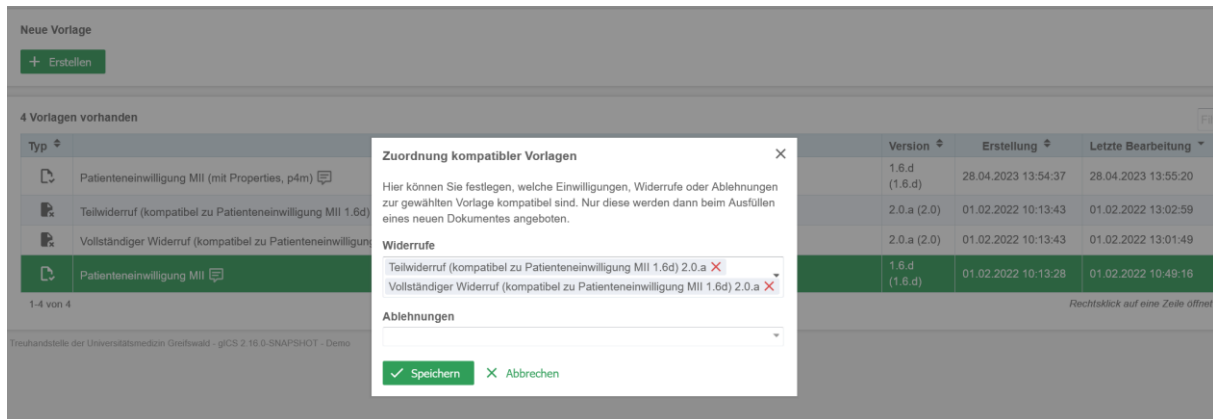 Neue Vorlage
+ Erstellen
4 Vorlagen vorhanden
Typ
Version
Erstellung
Letzte Bearbeitung
Patienteneinwilligung MII (mit Properties, p4m)
1.6.d
(1.6.d)
28.04.2023 13:54:37
28.04.2023 13:55:20
Teilwiderruf (kompatibel zu Patienteneinwilligung MII 1.6d)
2.0.a (2.0)
01.02.2022 10:13:43
01.02.2022 13:02:59
Vollständiger Widerruf (kompatibel zu Patienteneinwilligung
2.0.a (2.0)
01.02.2022 10:13:43
01.02.2022 13:01:49
Patienteneinwilligung MII
1.6.d
(1.6.d)
01.02.2022 10:13:28
01.02.2022 10:49:16
1-4 von 4
Rechtsklick auf eine Zeile öffnet
Treuhandstelle der Universitätsmedizin Greifswald - gICS 2.16.0-SNAPSHOT - Demo
Zuordnung kompatibler Vorlagen
Hier können Sie festlegen, welche Einwilligungen, Widerrufe oder Ablehnungen
zur gewählten Vorlage kompatibel sind. Nur diese werden dann beim Ausfüllen
eines neuen Dokumentes angeboten.
Widerrufe
Teilwiderruf (kompatibel zu Patienteneinwilligung MII 1.6d) 2.0.a
Vollständiger Widerruf (kompatibel zu Patienteneinwilligung MII 1.6d) 2.0.a
Ablehnungen
Speichern
Abbrechen